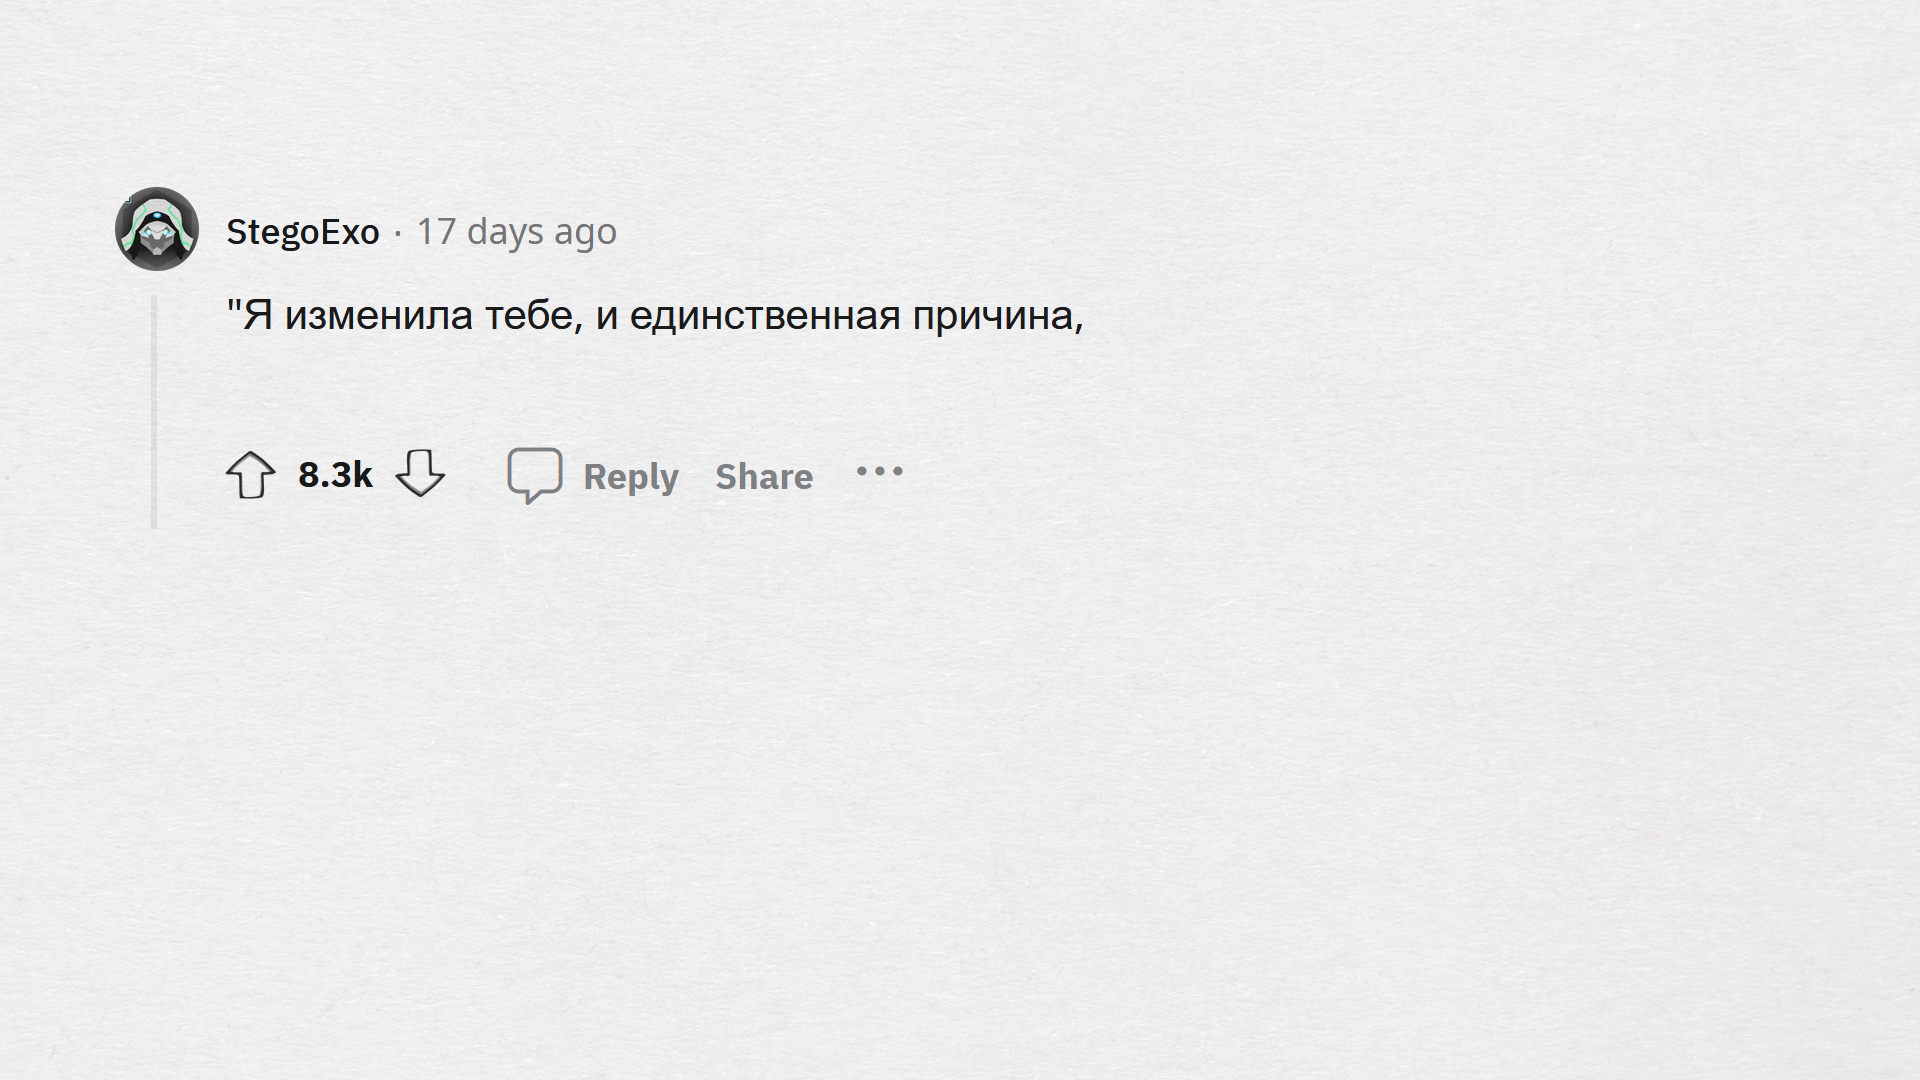 StegoExo · 17 days ago
"Я изменила тебе, и единственная причина,
8.3k Reply Share •••